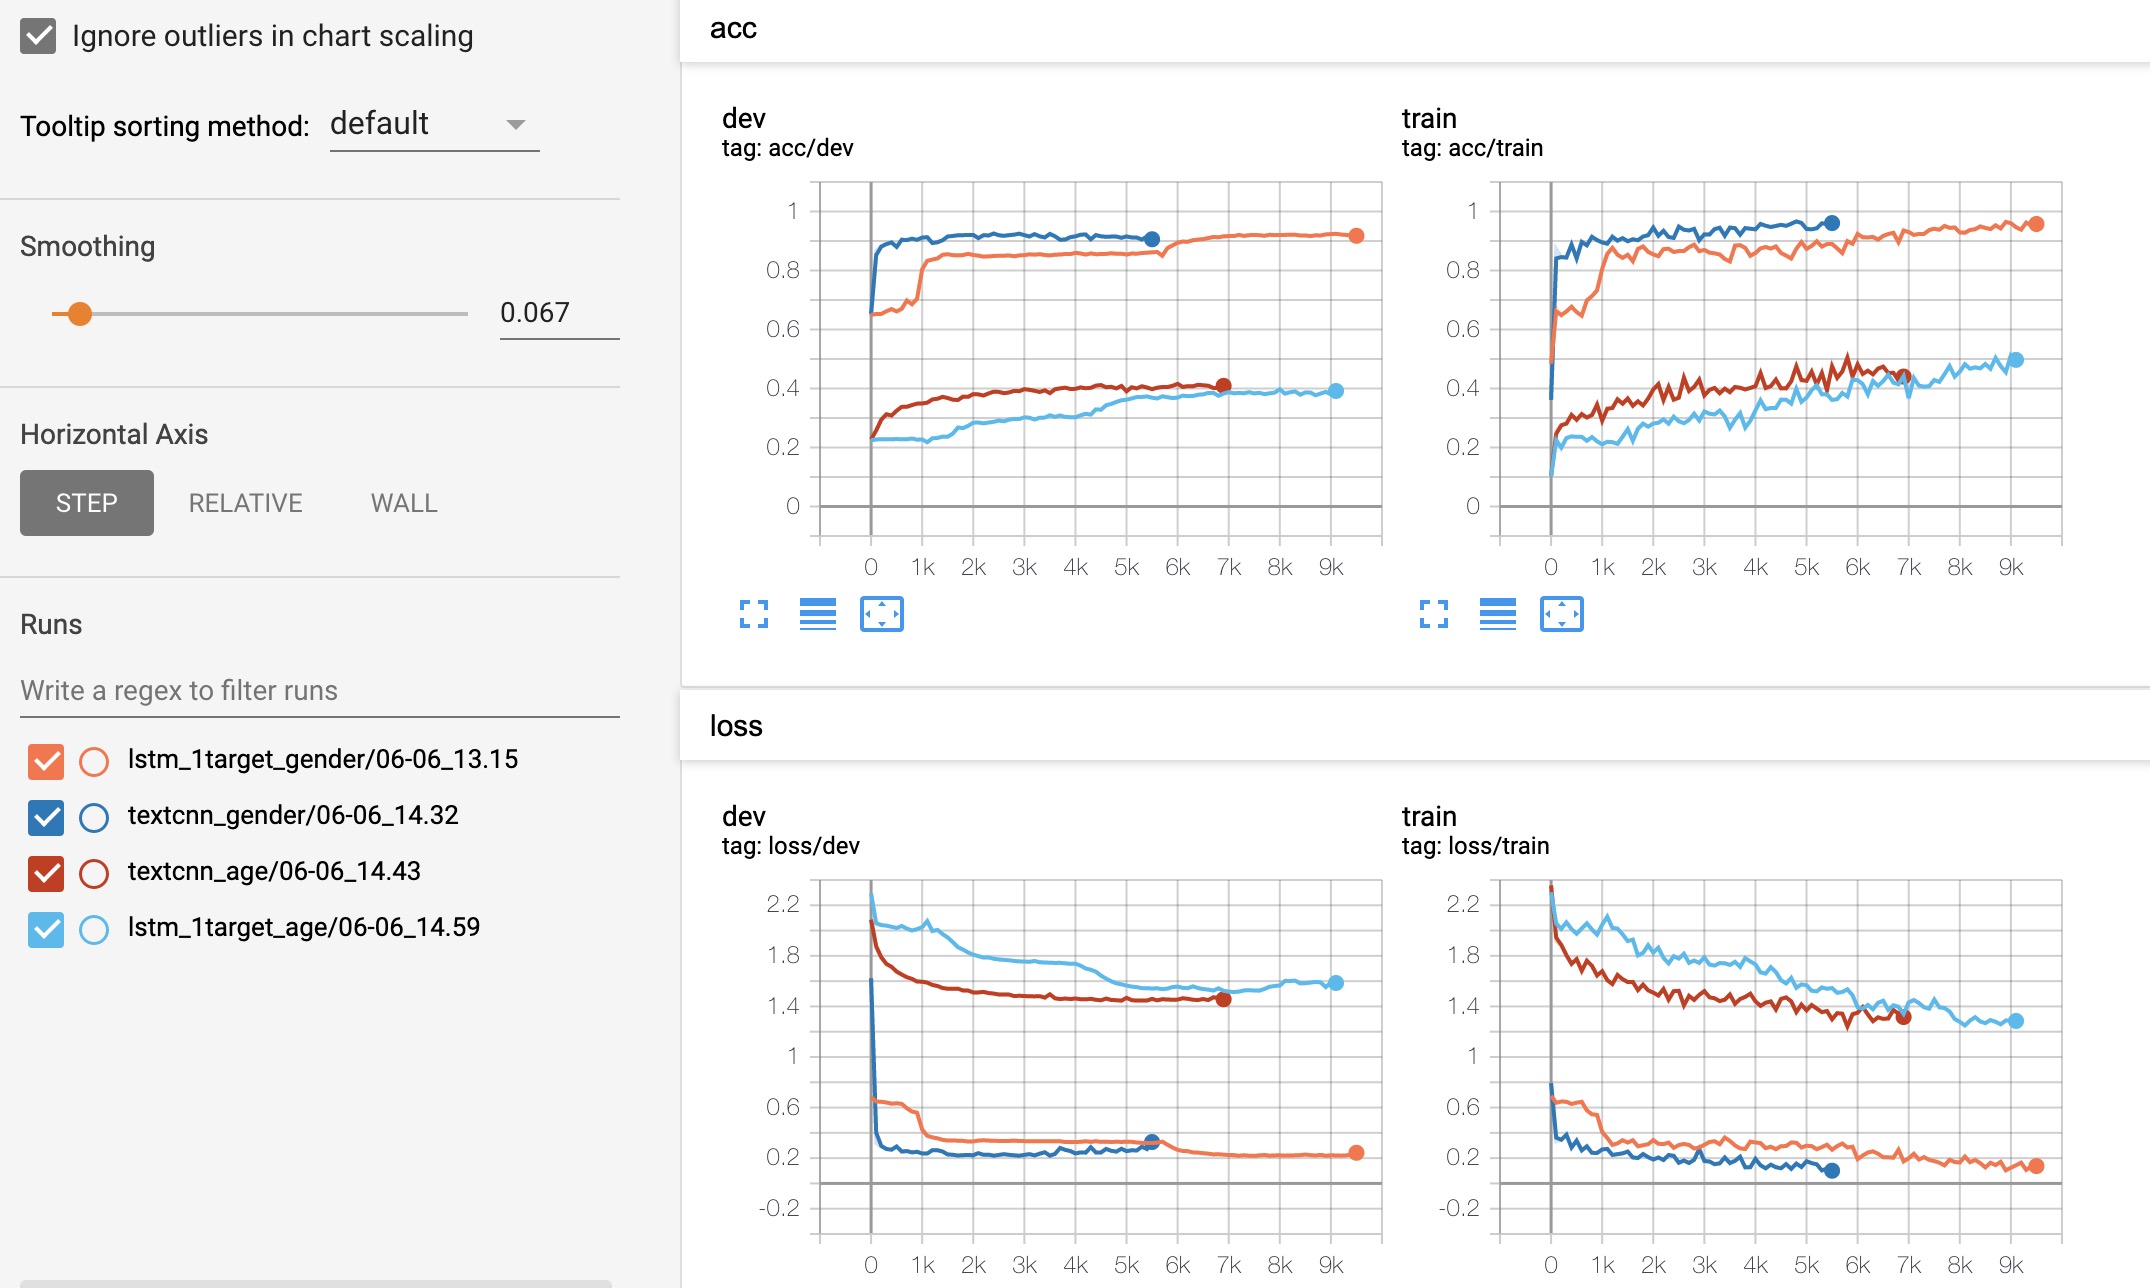 Ignore outliers in chart scaling
Tooltip sorting method: default
Smoothing
0.067
Horizontal Axis
STEP RELATIVE WALL
Runs
Write a regex to filter runs
lstm_1target_gender/06-06_13.15
textcnn_gender/06-06_14.32
textcnn_age/06-06_14.43
lstm_1target_age/06-06_14.59
acc
dev
tag: acc/dev
1
0.8
0.6
0.4
0.2
0
0 1k 2k 3k 4k 5k 6k 7k 8k 9k
train
tag: acc/train
1
0.8
0.6
0.4
0.2
0
0 1k 2k 3k 4k 5k 6k 7k 8k 9k
loss
dev
tag: loss/dev
2.2
1.8
1.4
1
0.6
0.2
-0.2
0 1k 2k 3k 4k 5k 6k 7k 8k 9k
train
tag: loss/train
2.2
1.8
1.4
1
0.6
0.2
-0.2
0 1k 2k 3k 4k 5k 6k 7k 8k 9k